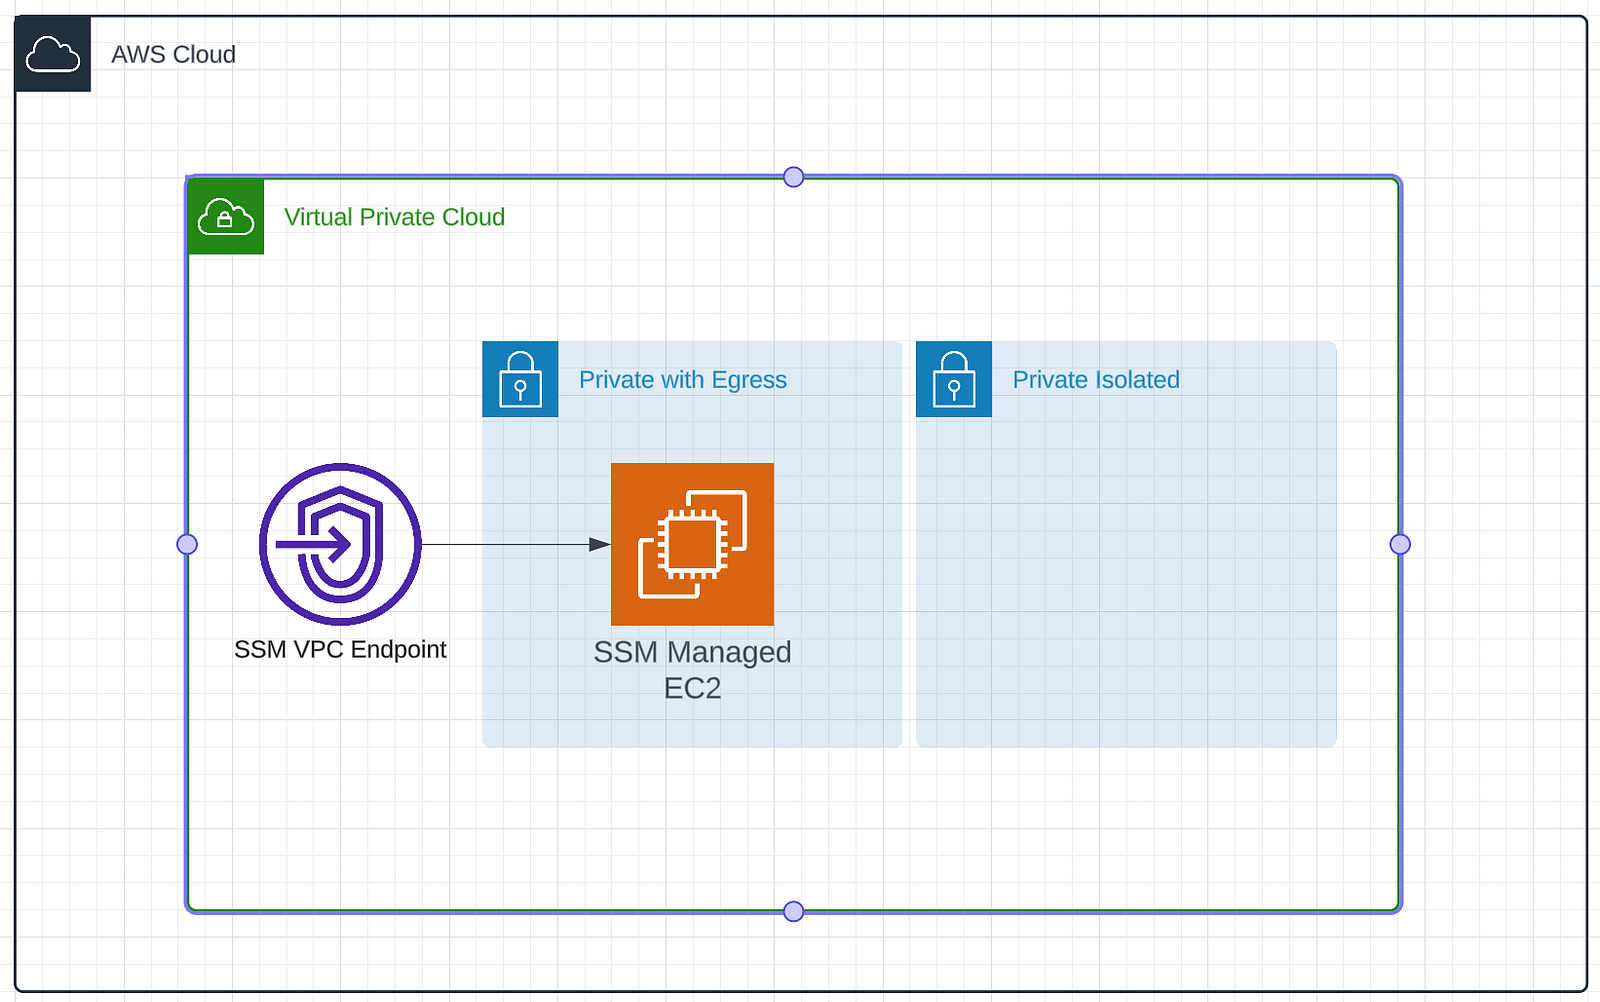 AWS Cloud
Virtual Private Cloud
Private with Egress
Private Isolated
SSM VPC Endpoint
SSM Managed
EC2